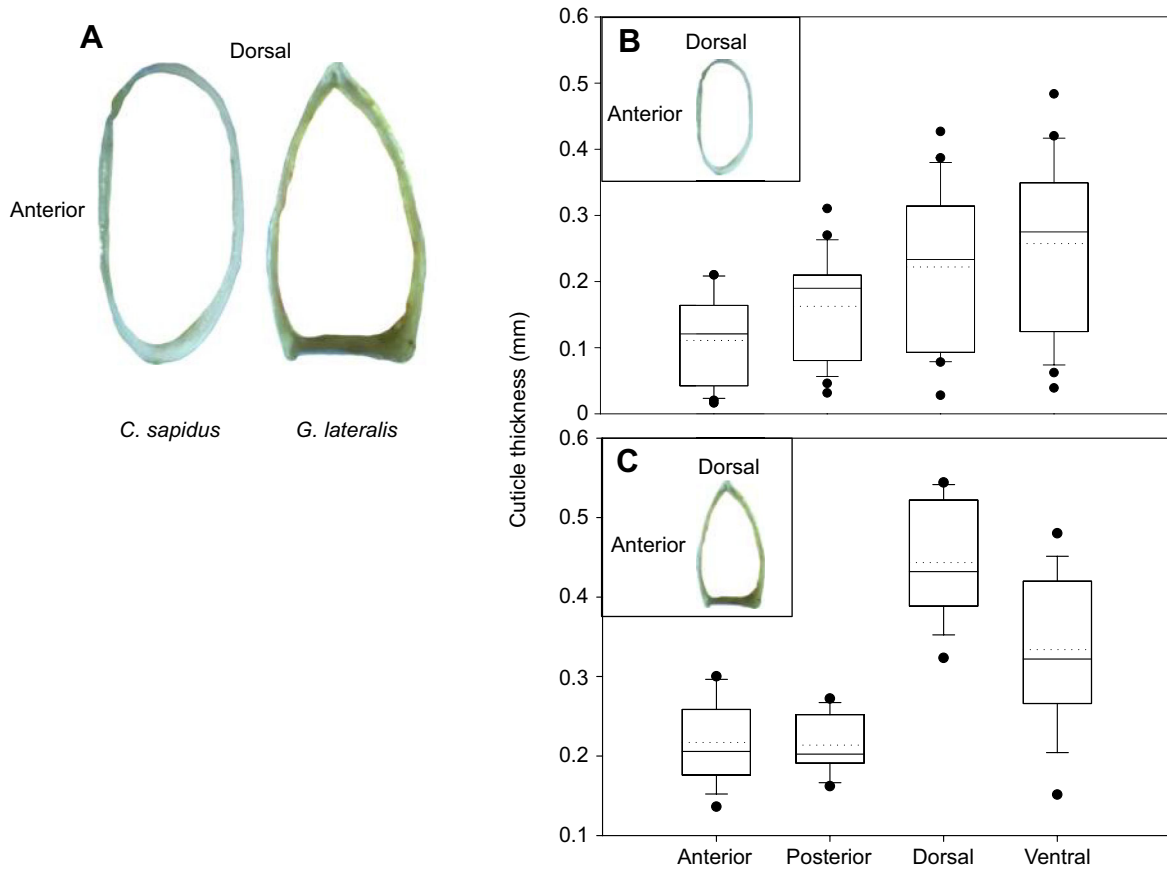 A
Dorsal
Anterior
C. sapidus
G. lateralis
Cuticle thickness (mm)
B
Dorsal
Anterior
0.6
0.5
0.4
0.3
0.2
0.1
0
C
Dorsal
Anterior
0.6
0.5
0.4
0.3
0.2
0.1
Anterior Posterior Dorsal Ventral